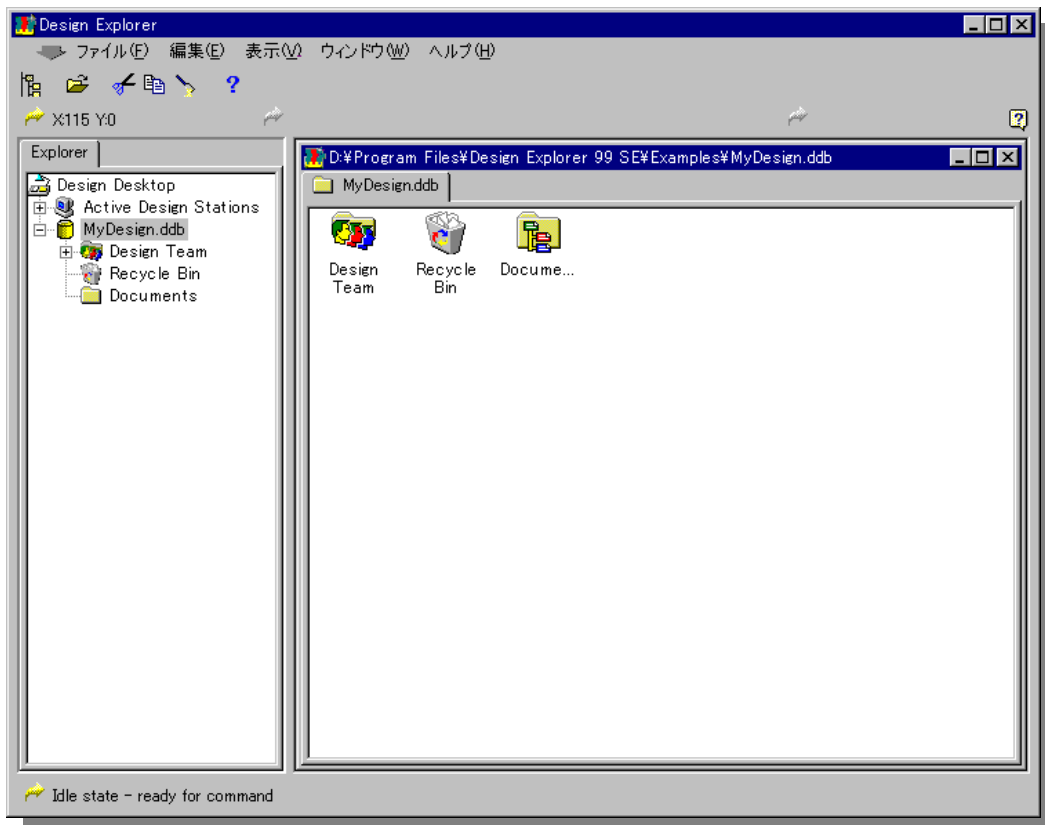 Design Explorer
ファイル(F) 編集(E) 表示(V) ウィンドウ(W) ヘルプ(H)
?
X:115 Y:0
?
Explorer
Design Desktop
Active Design Stations
MyDesign.ddb
Design Team
Recycle Bin
Documents
D:¥Program Files¥Design Explorer 99 SE¥Examples¥MyDesign.ddb
MyDesign.ddb
Design Team
Recycle Bin
Docume...
Idle state - ready for command